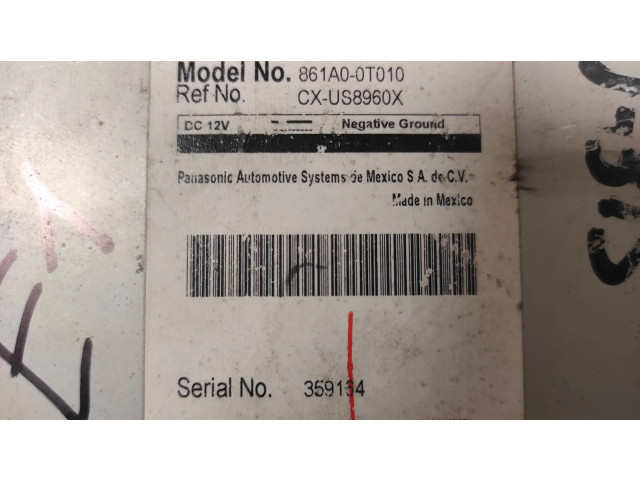 Model No. 861A0-0T010
Ref No. CX-US8960X
DC 12V Negative Ground
Panasonic Automotive Systems de Mexico S A. de C.V.
Made in Mexico
Serial No. 359134